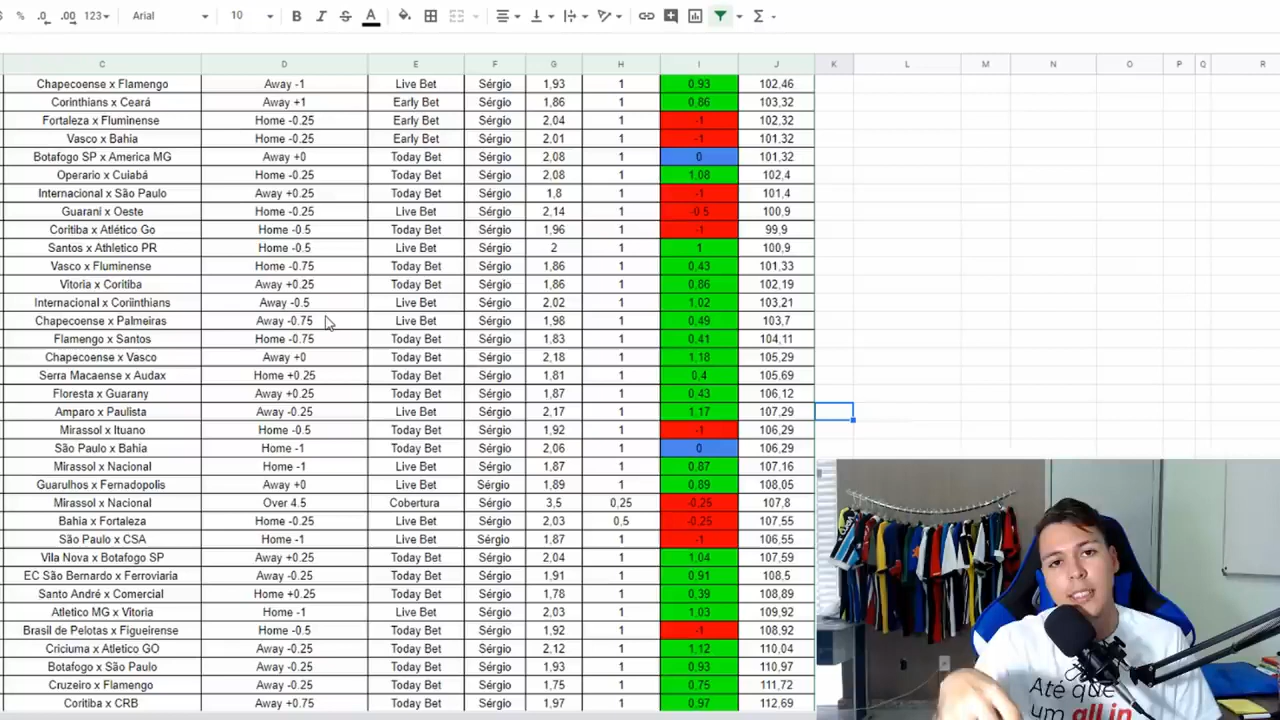 % .0 .00 123 Arial 10 B I S A Σ
C D E F G H I J K L M N O P Q R
Chapecoense x Flamengo Away -1 Live Bet Sérgio 1,93 1 0,93 102,46
Corinthians x Ceará Away +1 Early Bet Sérgio 1,86 1 0,86 103,32
Fortaleza x Fluminense Home -0.25 Early Bet Sérgio 2,04 1 -1 102,32
Vasco x Bahia Home -0.25 Early Bet Sérgio 2,01 1 -1 101,32
Botafogo SP x America MG Away +0 Today Bet Sérgio 2,08 1 0 101,32
Operario x Cuiabá Home -0.25 Today Bet Sérgio 2,08 1 1,08 102,4
Internacional x São Paulo Away +0.25 Today Bet Sérgio 1,8 1 -1 101,4
Guarani x Oeste Home -0.25 Live Bet Sérgio 2,14 1 -0,5 100,9
Coritiba x Atlético Go Home -0.5 Today Bet Sérgio 1,96 1 -1 99,9
Santos x Athletico PR Home -0.5 Live Bet Sérgio 2 1 1 100,9
Vasco x Fluminense Home -0.75 Today Bet Sérgio 1,86 1 0,43 101,33
Vitoria x Coritiba Away +0.25 Today Bet Sérgio 1,86 1 0,86 102,19
Internacional x Coriinthians Away -0.5 Live Bet Sérgio 2,02 1 1,02 103,21
Chapecoense x Palmeiras Away -0.75 Live Bet Sérgio 1,98 1 0,49 103,7
Flamengo x Santos Home -0.75 Today Bet Sérgio 1,83 1 0,41 104,11
Chapecoense x Vasco Away +0 Today Bet Sérgio 2,18 1 1,18 105,29
Serra Macaense x Audax Home +0.25 Today Bet Sérgio 1,81 1 0,4 105,69
Floresta x Guarany Away +0.25 Today Bet Sérgio 1,87 1 0,43 106,12
Amparo x Paulista Away -0.25 Live Bet Sérgio 2,17 1 1,17 107,29
Mirassol x Ituano Home -0.5 Today Bet Sérgio 1,92 1 -1 106,29
São Paulo x Bahia Home -1 Today Bet Sérgio 2,06 1 0 106,29
Mirassol x Nacional Home -1 Today Bet Sérgio 1,87 1 0,87 107,16
Guarulhos x Fernadopolis Away +0 Today Bet Sérgio 1,89 1 0,89 108,05
Mirassol x Nacional Over 4.5 Cobertura Sérgio 3,5 0,25 -0,25 107,8
Bahia x Fortaleza Home -0.25 Live Bet Sérgio 2,03 0,5 -0,25 107,55
São Paulo x CSA Home -1 Today Bet Sérgio 1,87 1 -1 106,55
Vila Nova x Botafogo SP Away +0.25 Today Bet Sérgio 2,04 1 1,04 107,59
EC São Bernardo x Ferroviaria Away -0.25 Today Bet Sérgio 1,91 1 0,91 108,5
Santo André x Comercial Home +0.25 Today Bet Sérgio 1,78 1 0,39 108,89
Atletico MG x Vitoria Home -1 Live Bet Sérgio 2,03 1 1,03 109,92
Brasil de Pelotas x Figueirense Home -0.5 Today Bet Sérgio 1,92 1 -1 108,92
Criciuma x Atletico GO Away -0.25 Today Bet Sérgio 2,12 1 1,12 110,04
Botafogo x São Paulo Away -0.25 Today Bet Sérgio 1,93 1 0,93 110,97
Cruzeiro x Flamengo Away -0.25 Today Bet Sérgio 1,75 1 0,75 111,72
Coritiba x CRB Away +0.75 Today Bet Sérgio 1,97 1 0,97 112,69
Até que
um all in